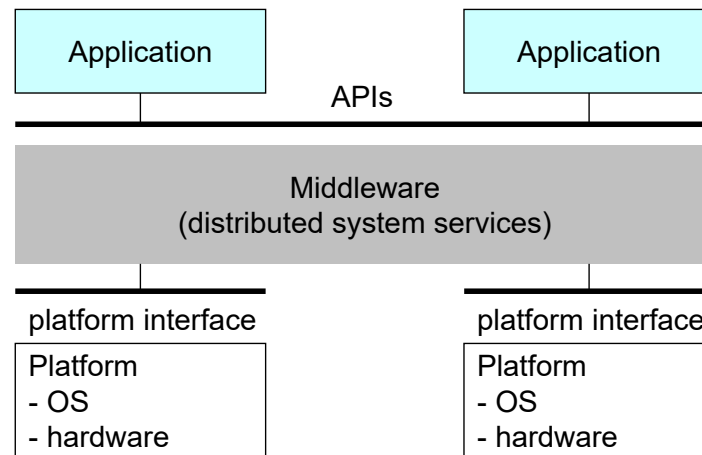 Application
Application
APIs
Middleware
(distributed system services)
platform interface
platform interface
Platform
- OS
- hardware
Platform
- OS
- hardware